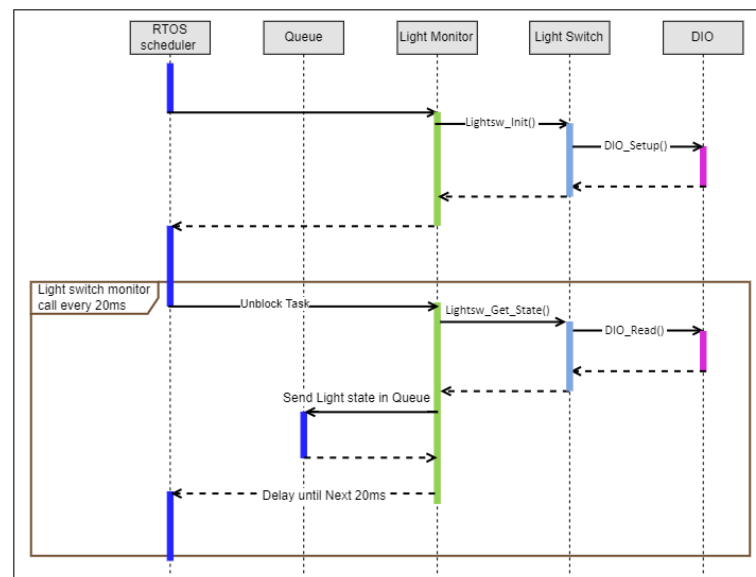 RTOS
scheduler
Queue
Light Monitor
Light Switch
DIO
Lightsw_Init()
DIO_Setup()
Light switch monitor
call every 20ms
Unblock Task
Lightsw_Get_State()
DIO_Read()
Send Light state in Queue
Delay until Next 20ms